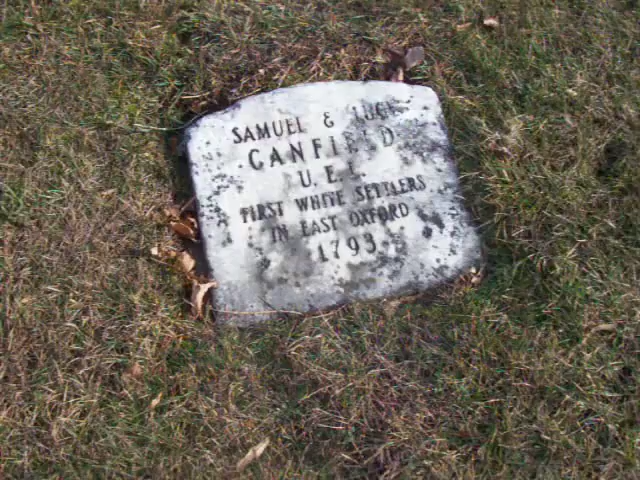 SAMUEL & LUCY
CANFIELD
U.E.L.
FIRST WHITE SETTLERS
IN EAST OXFORD
1793